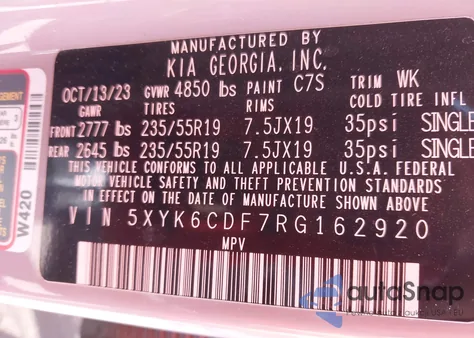 MANUFACTURED BY
KIA GEORGIA, INC.
OCT/13/23 GVWR 4850 lbs PAINT C7S TRIM WK
GAWR TIRES RIMS COLD TIRE INFL
FRONT 2777 lbs 235/55R19 7.5JX19 35psi SINGLE
REAR 2645 lbs 235/55R19 7.5JX19 35psi SINGLE
THIS VEHICLE CONFORMS TO ALL APPLICABLE U.S.A. FEDERAL
MOTOR VEHICLE SAFETY AND THEFT PREVENTION STANDARDS
IN EFFECT ON THE DATE OF MANUFACTURE SHOWN ABOVE
VIN 5XYK6CDF7RG162920
MPV
W420
autoSnap